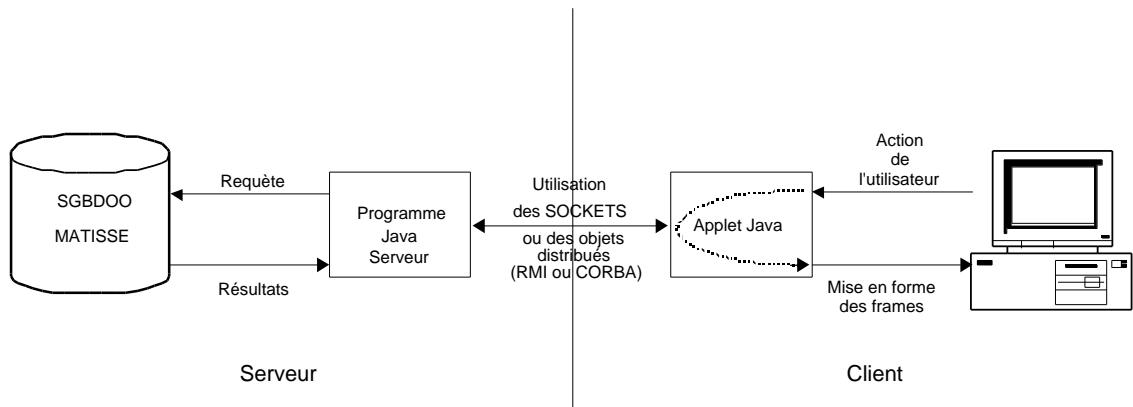 SGBDOO
MATISSE
Requète
Résultats
Programme
Java
Serveur
Utilisation
des SOCKETS
ou des objets
distribués
(RMI ou CORBA)
Applet Java
Action
de
l'utilisateur
Mise en forme
des frames
Serveur
Client